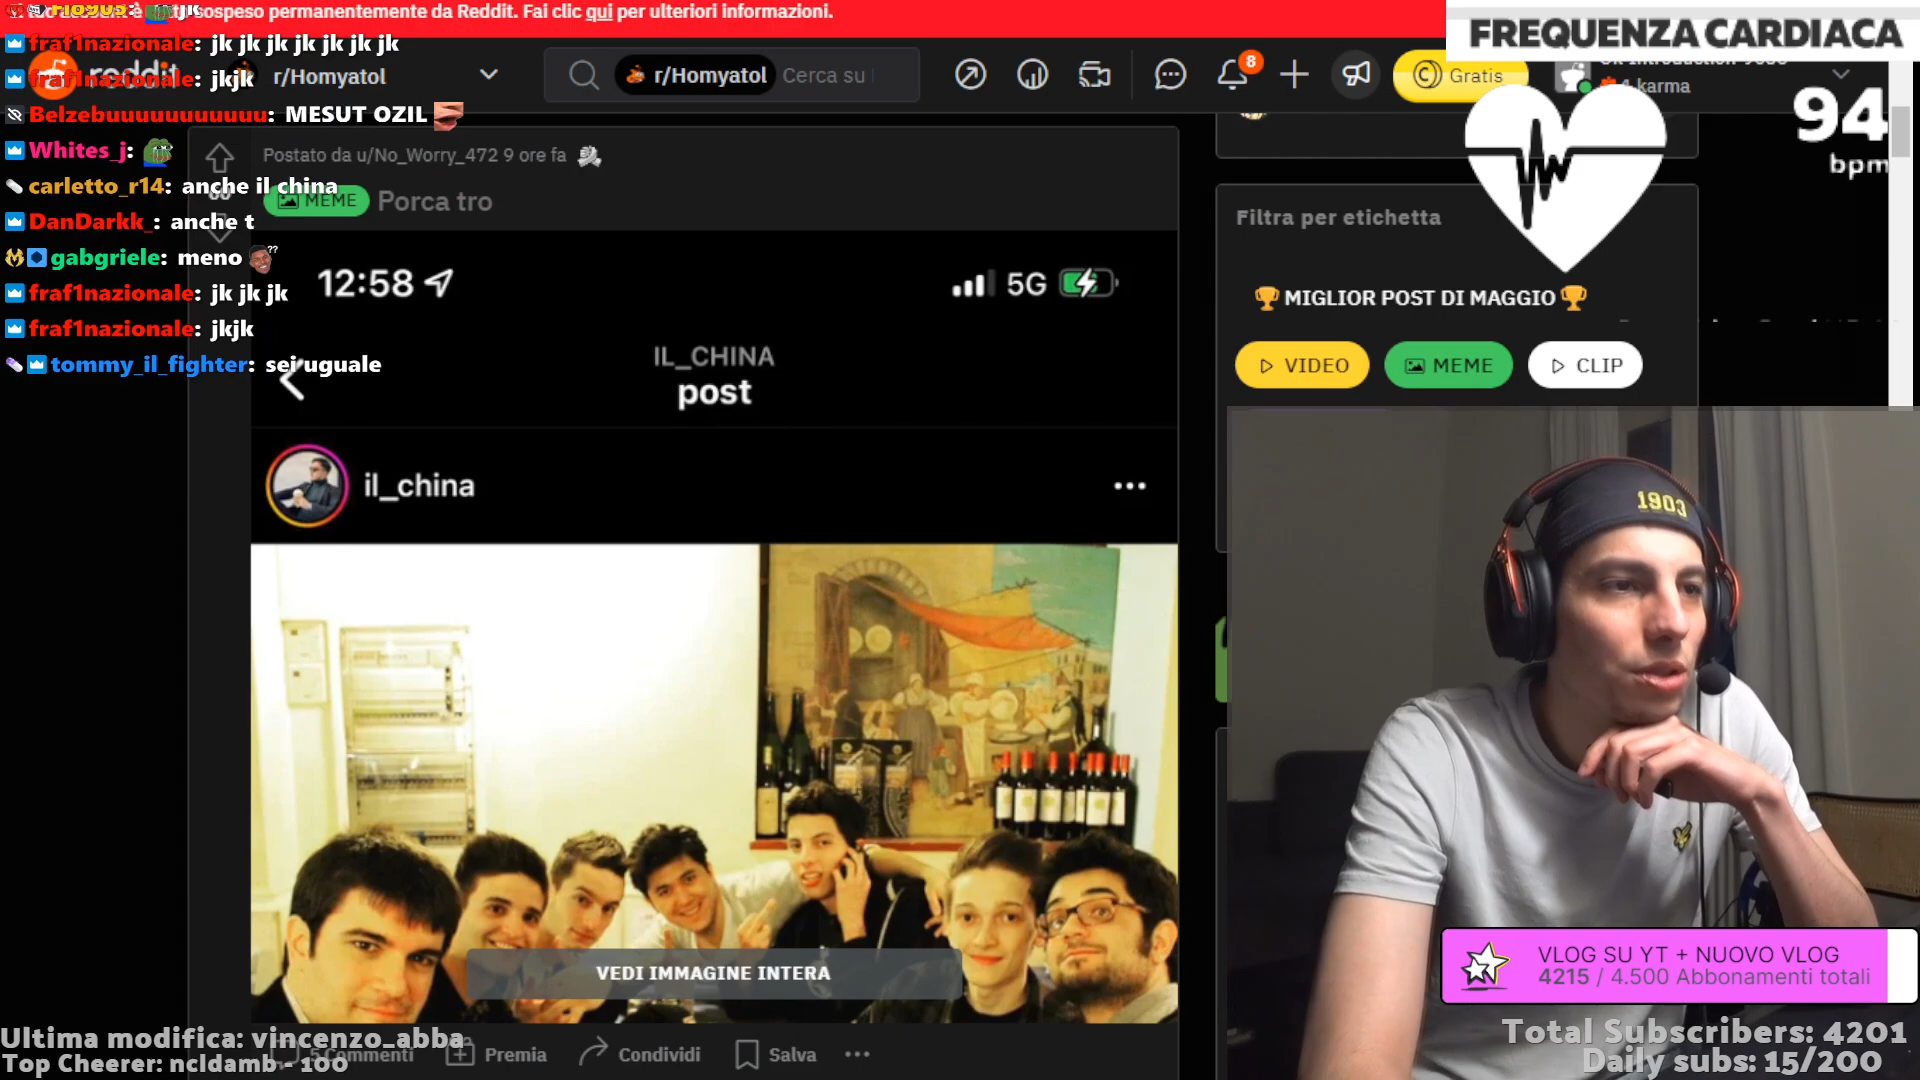 sospeso permanentemente da Reddit. Fai clic qui per ulteriori informazioni.
fraf1nazionale: jk jk jk jk jk jk jk
fraf1nazionale: jkjk
Belzebuuuuuuuuuuu: MESUT OZIL
Whites_j:
carletto_r14: anche il china
DanDarkk_: anche t
gabgriele: meno
fraf1nazionale: jk jk jk
fraf1nazionale: jkjk
tommy_il_fighter: sei uguale
reddit
r/Homyatol
r/Homyatol
Cerca su
8
Gratis
karma
FREQUENZA CARDIACA
94
bpm
Postato da u/No_Worry_472 9 ore fa
MEME
Porca tro
12:58
5G
IL_CHINA
post
il_china
VEDI IMMAGINE INTERA
5 Commenti
Premia
Condividi
Salva
Filtra per etichetta
MIGLIOR POST DI MAGGIO
VIDEO
MEME
CLIP
1903
VLOG SU YT + NUOVO VLOG
4215 / 4.500 Abbonamenti totali
Ultima modifica: vincenzo_abba
Top Cheerer: ncldamb - 100
Total Subscribers: 4201
Daily subs: 15/200